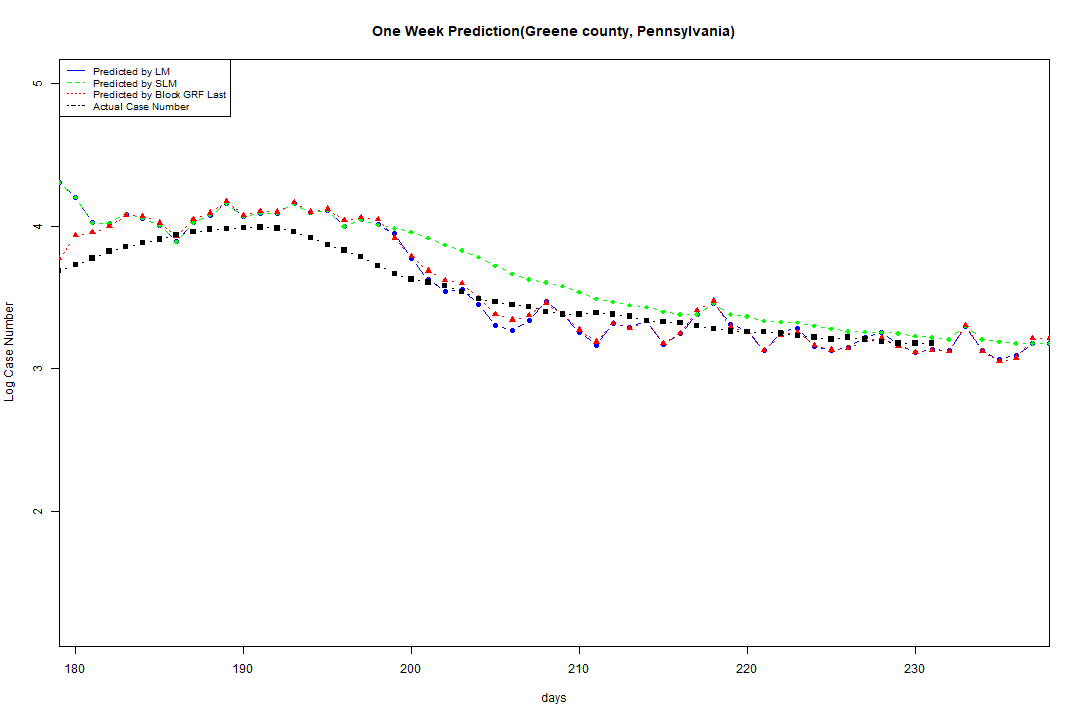 One Week Prediction(Greene county, Pennsylvania)
Predicted by LM
Predicted by SLM
Predicted by Block GRF Last
Actual Case Number
5
4
3
2
Log Case Number
180 190 200 210 220 230
days